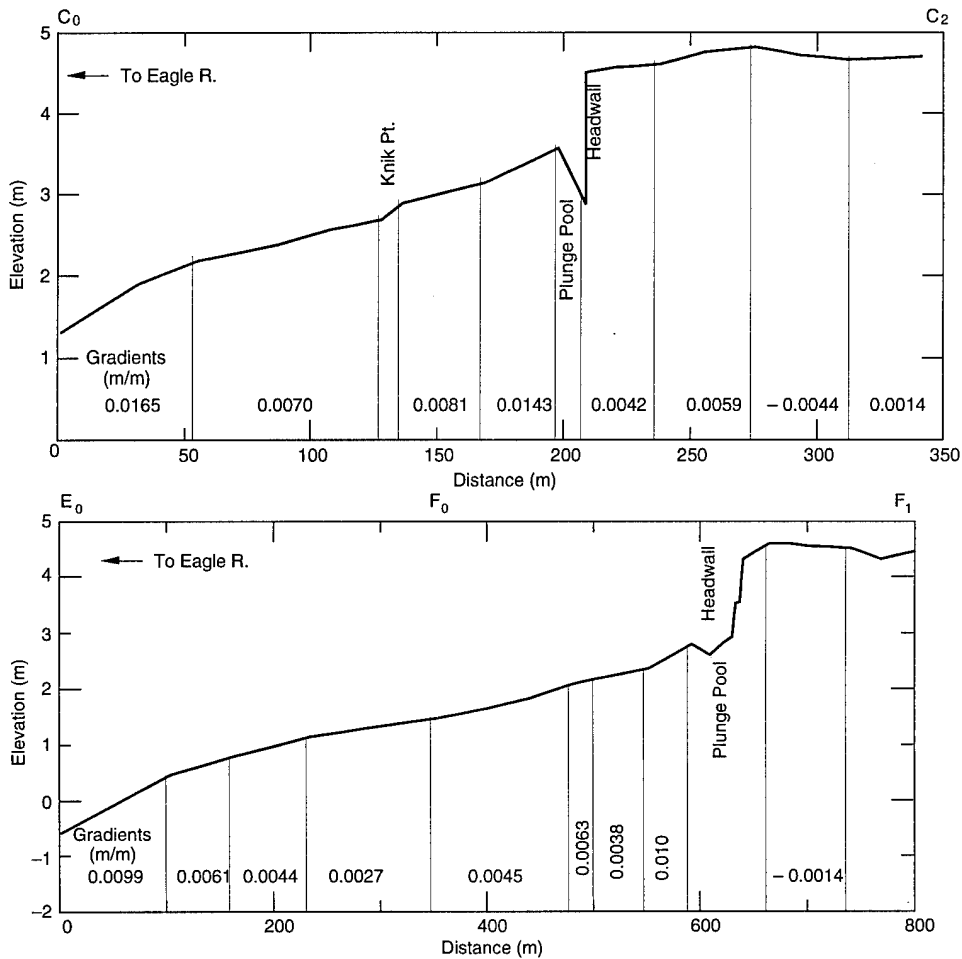 C0 C2
5
To Eagle R.
4
3
2
1
0
Elevation (m)
Knik Pt.
Plunge Pool
Headwall
Gradients
(m/m)
0.0165 0.0070 0.0081 0.0143 0.0042 0.0059 – 0.0044 0.0014
0 50 100 150 200 250 300 350
Distance (m)
E0 F0 F1
5
To Eagle R.
4
3
2
1
0
–1
–2
Elevation (m)
Headwall
Plunge Pool
Gradients
(m/m)
0.0099 0.0061 0.0044 0.0027 0.0045 0.0063 0.0038 0.010 – 0.0014
0 200 400 600 800
Distance (m)